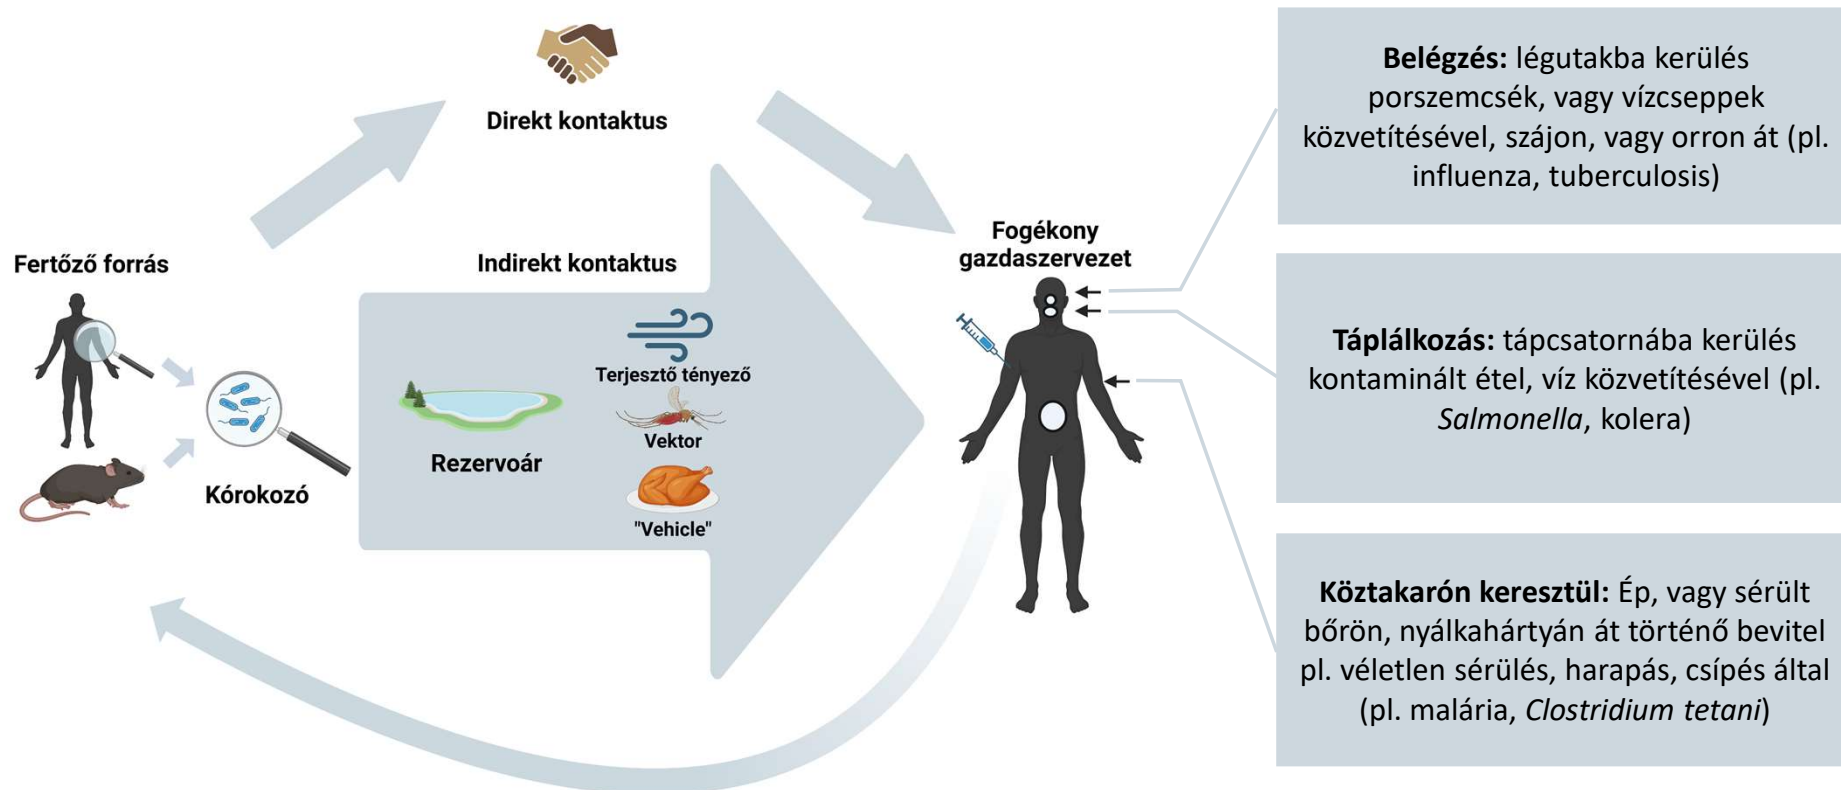 Direkt kontaktus
Fertőző forrás
Kórokozó
Indirekt kontaktus
Rezervoár
Terjesztő tényező
Vektor
"Vehicle"
Fogékony
gazdaszervezet
Belégzés: légutakba kerülés
porszemcsék, vagy vízcseppek
közvetítésével, szájon, vagy orron át (pl.
influenza, tuberculosis)
Táplálkozás: tápcsatornába kerülés
kontaminált étel, víz közvetítésével (pl.
Salmonella, kolera)
Köztakarón keresztül: Ép, vagy sérült
bőrön, nyálkahártyán át történő bevitel
pl. véletlen sérülés, harapás, csípés által
(pl. malária, Clostridium tetani)